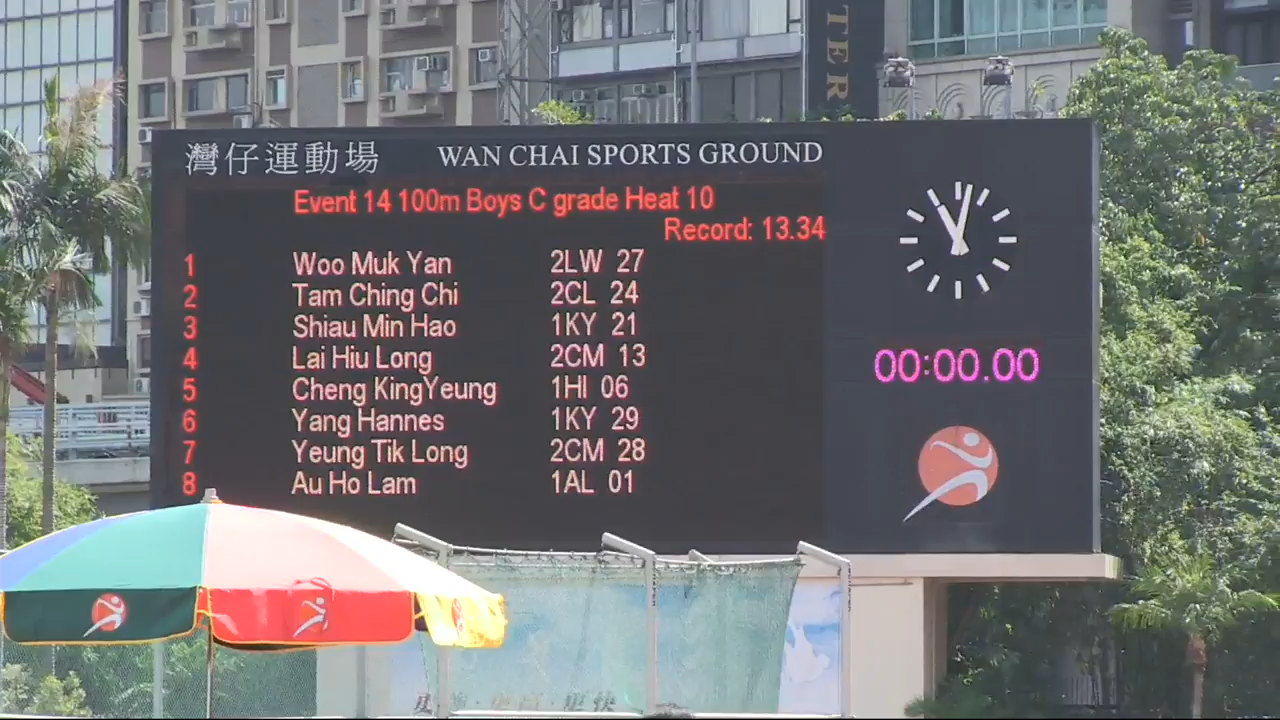 TER
灣仔運動場 WAN CHAI SPORTS GROUND
Event 14 100m Boys C grade Heat 10
Record: 13.34
1 Woo Muk Yan 2LW 27
2 Tam Ching Chi 2CL 24
3 Shiau Min Hao 1KY 21
4 Lai Hiu Long 2CM 13
5 Cheng KingYeung 1HI 06
6 Yang Hannes 1KY 29
7 Yeung Tik Long 2CM 28
8 Au Ho Lam 1AL 01
00:00.00